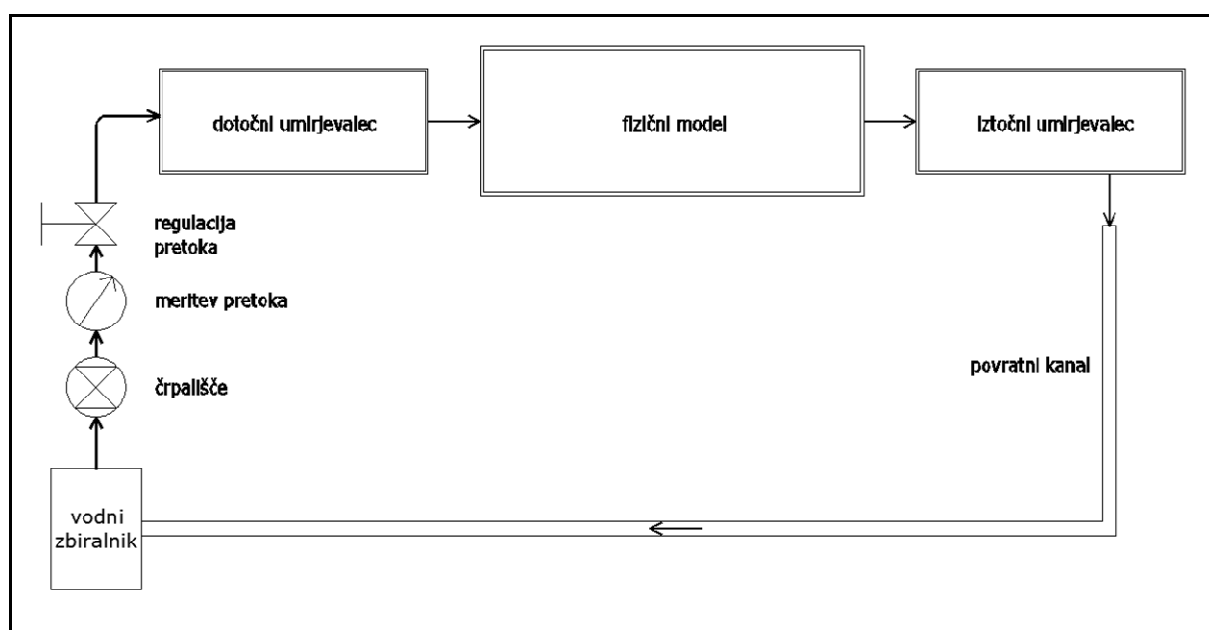 dotočni umirjevalec
fizični model
iztočni umirjevalec
regulacija
pretoka
meritev pretoka
črpališče
povratni kanal
vodni
zbiralnik